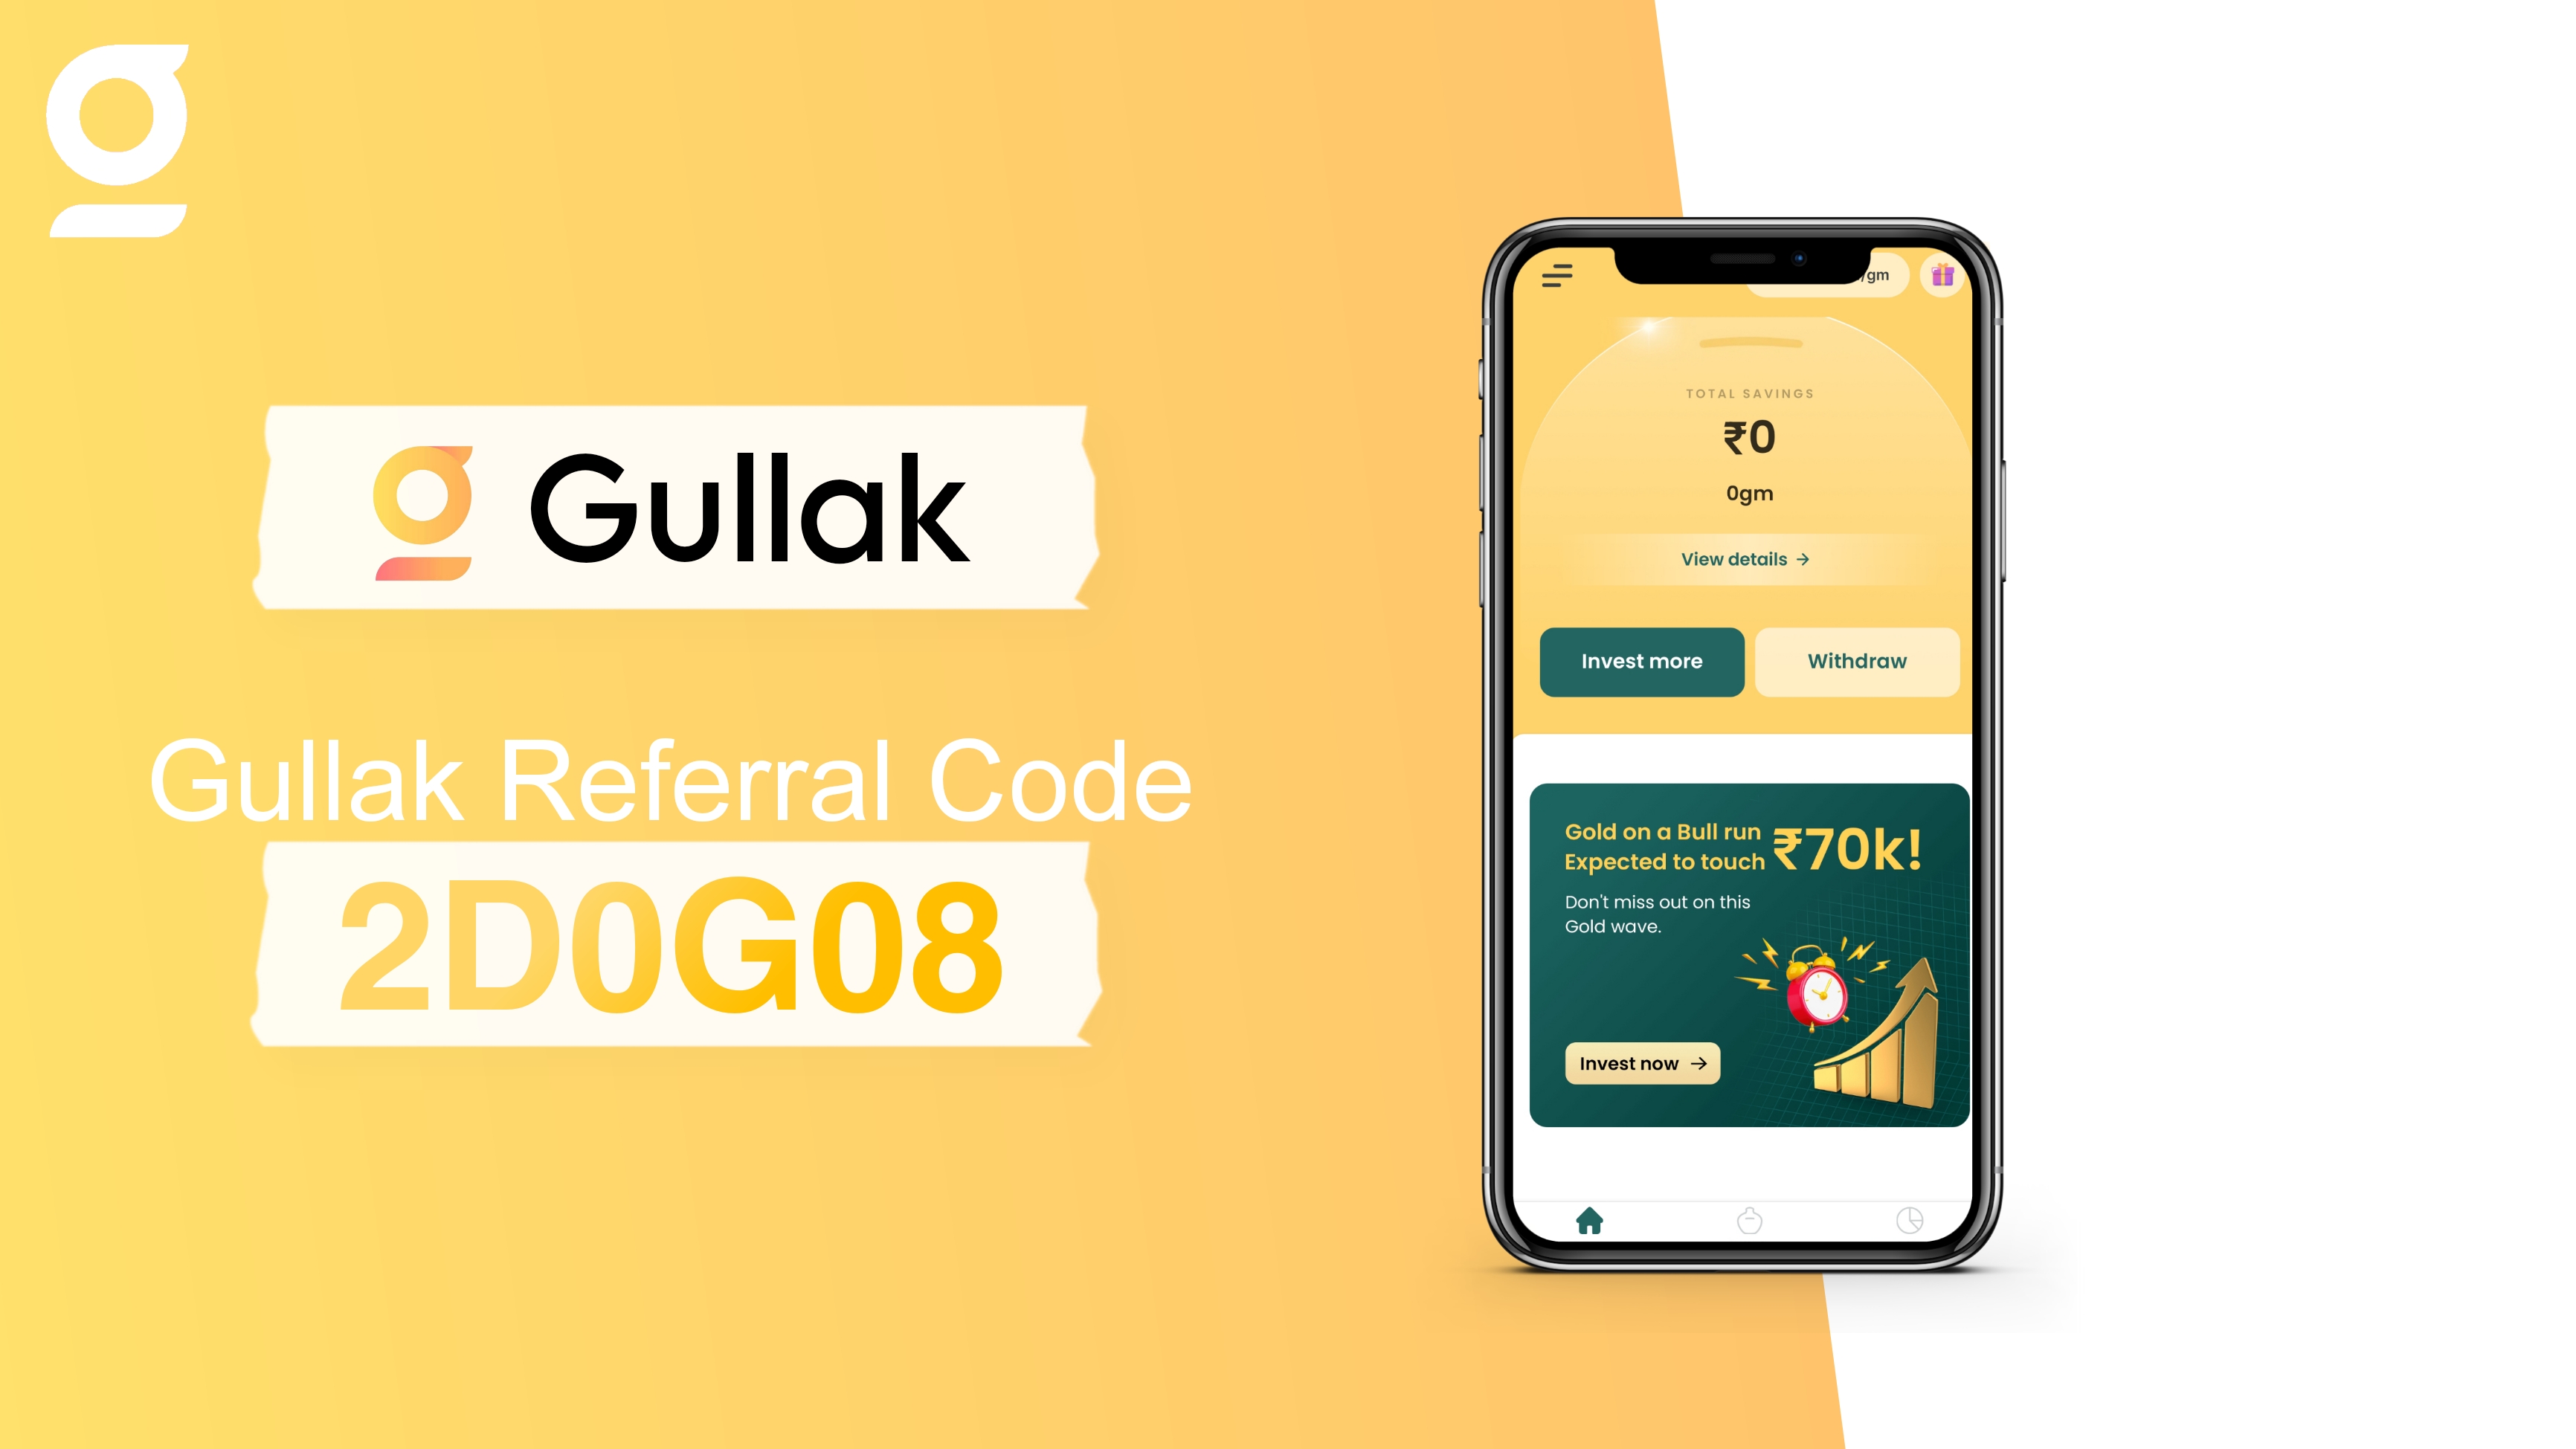 Gullak
Gullak Referral Code
2D0G08
/gm
TOTAL SAVINGS
₹0
0gm
View details →
Invest more
Withdraw
Gold on a Bull run
Expected to touch ₹70k!
Don't miss out on this
Gold wave.
Invest now →